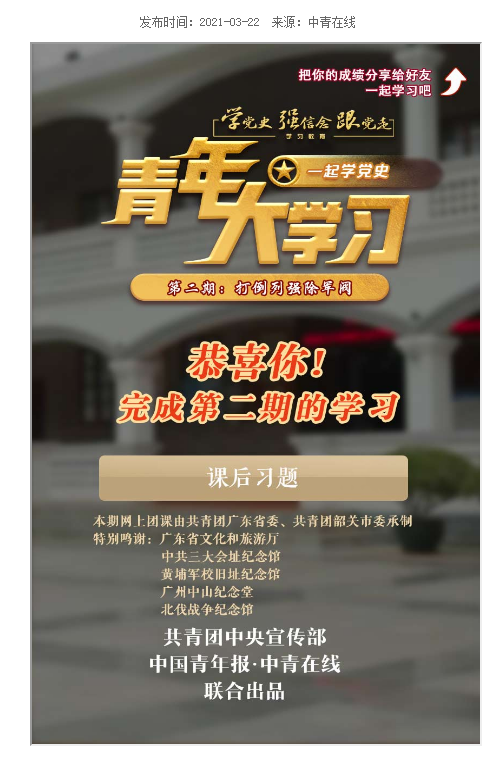 发布时间：2021-03-22 来源：中青在线
把你的成绩分享给好友
一起学习吧
学党史 强信念 跟党走
学习教育
青年大学习
一起学党史
第二期：打倒列强除军阀
恭喜你！
完成第二期的学习
课后习题
本期网上团课由共青团广东省委、共青团韶关市委承制
特别鸣谢：广东省文化和旅游厅
中共三大会址纪念馆
黄埔军校旧址纪念馆
广州中山纪念堂
北伐战争纪念馆
共青团中央宣传部
中国青年报·中青在线
联合出品